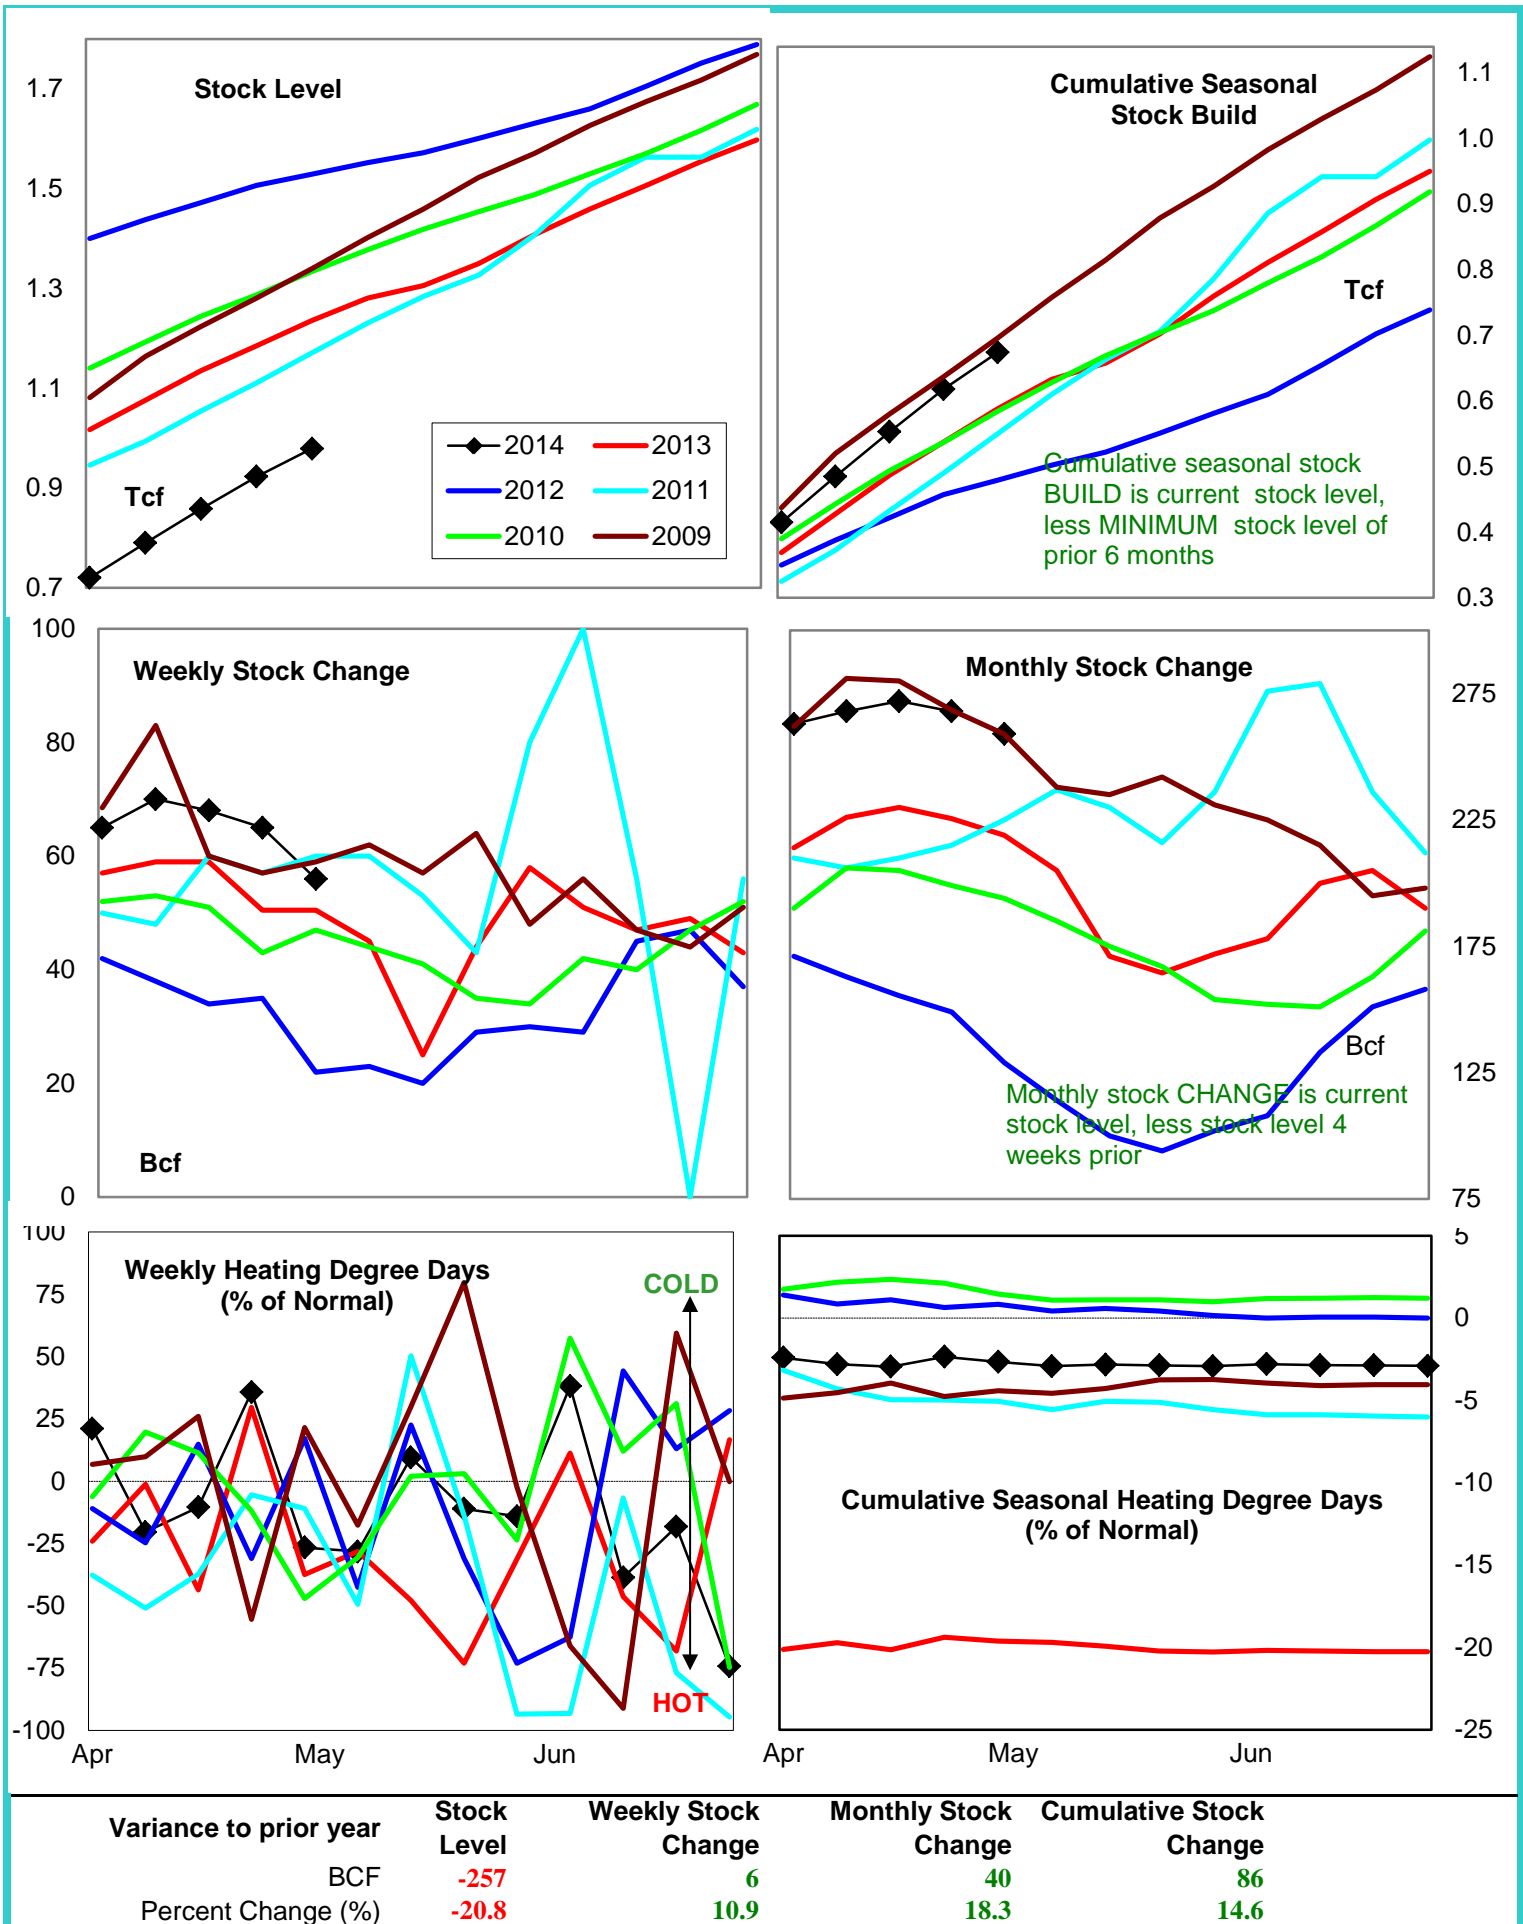 Stock Level
1.7
1.5
1.3
1.1
0.9
0.7
Tcf
2014
2013
2012
2011
2010
2009
Cumulative Seasonal
Stock Build
1.1
1.0
0.9
0.8
0.7
0.6
0.5
0.4
0.3
Tcf
Cumulative seasonal stock
BUILD is current stock level,
less MINIMUM stock level of
prior 6 months
Weekly Stock Change
100
80
60
40
20
0
Bcf
Monthly Stock Change
275
225
175
125
75
Bcf
Monthly stock CHANGE is current
stock level, less stock level 4
weeks prior
Weekly Heating Degree Days
(% of Normal)
100
75
50
25
0
-25
-50
-75
-100
COLD
HOT
Apr
May
Jun
5
0
-5
-10
-15
-20
-25
Cumulative Seasonal Heating Degree Days
(% of Normal)
Apr
May
Jun
Variance to prior year
Stock
Level
Weekly Stock
Change
Monthly Stock
Change
Cumulative Stock
Change
BCF -257 6 40 86
Percent Change (%) -20.8 10.9 18.3 14.6